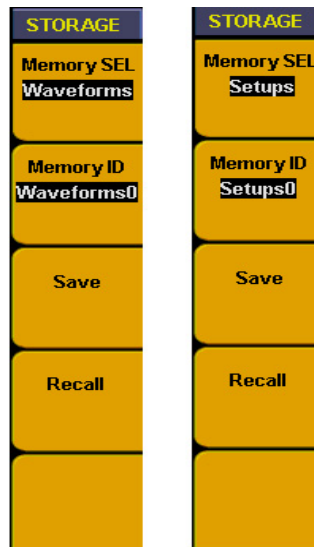 STORAGE
Memory SEL
Waveforms
Memory ID
Waveforms0
Save
Recall
STORAGE
Memory SEL
Setups
Memory ID
Setups0
Save
Recall